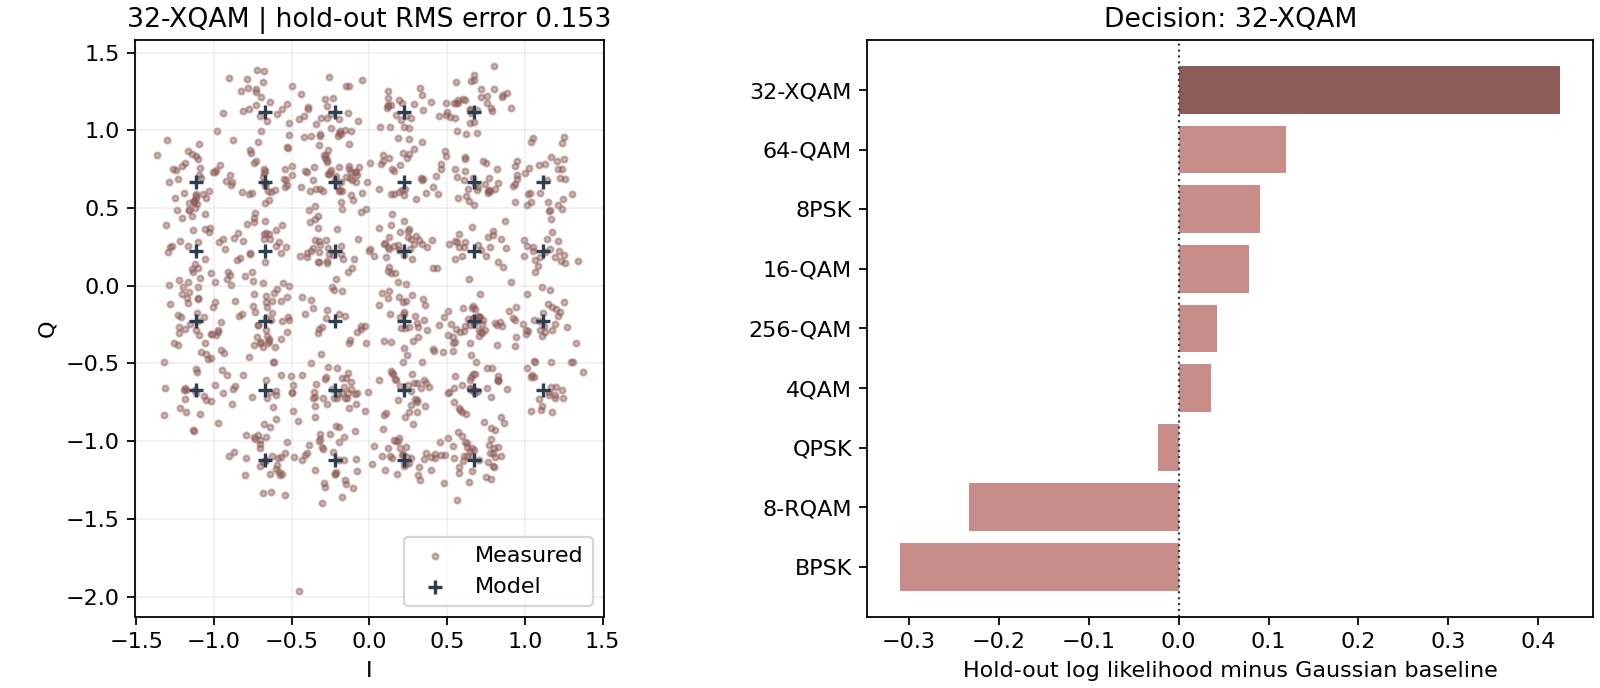 32-XQAM | hold-out RMS error 0.153
1.5
1.0
0.5
0.0
−0.5
−1.0
−1.5
−2.0
Q
Measured
Model
−1.5 −1.0 −0.5 0.0 0.5 1.0 1.5
I
Decision: 32-XQAM
32-XQAM
64-QAM
8PSK
16-QAM
256-QAM
4QAM
QPSK
8-RQAM
BPSK
−0.3 −0.2 −0.1 0.0 0.1 0.2 0.3 0.4
Hold-out log likelihood minus Gaussian baseline